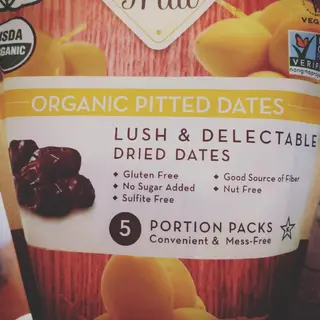 Fruit
USDA
ORGANIC
VEGAN
VERIFIED
ORGANIC PITTED DATES
LUSH & DELECTABLE
DRIED DATES
• Gluten Free
• No Sugar Added
• Sulfite Free
• Good Source of Fiber
• Nut Free
5 PORTION PACKS
Convenient & Mess-Free
K